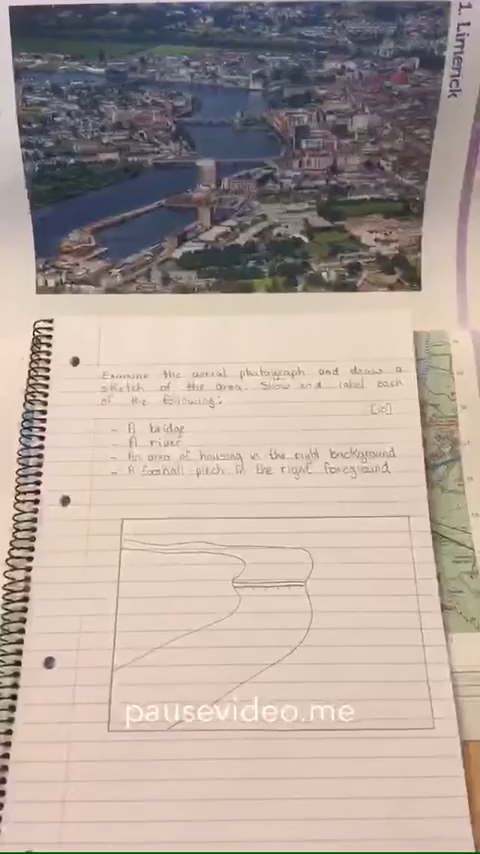 1. Limerick
Examine the aerial photograph and draw a
sketch of the area. Show and label each
of the following:
- A bridge
- A river
- An area of housing in the right background
- A football pitch in the right foreground
pausevideo.me